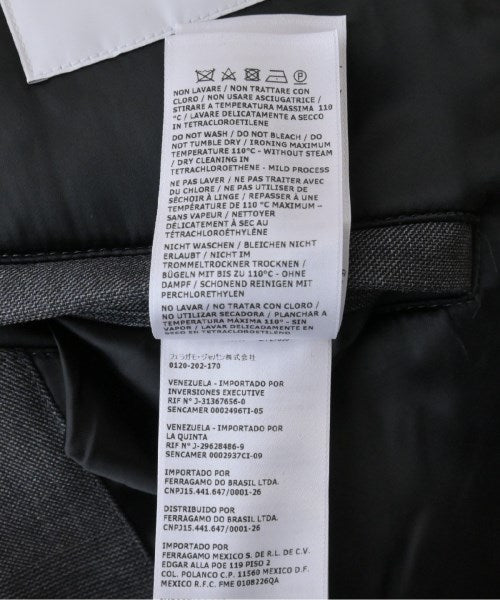 NON LAVARE / NON TRATTARE CON
CLORO / NON USARE ASCIUGATRICE /
STIRARE A TEMPERATURA MASSIMA 110
°C / LAVARE DELICATAMENTE A SECCO
IN TETRACLOROETILENE
DO NOT WASH / DO NOT BLEACH / DO
NOT TUMBLE DRY / IRONING MAXIMUM
TEMPERATURE 110°C - WITHOUT STEAM
/ DRY CLEANING IN
TETRACHLOROETHYLENE - MILD PROCESS
NE PAS LAVER / NE PAS TRAITER AVEC
DU CHLORE / NE PAS UTILISER DE
SÉCHOIR À LINGE / REPASSER À UNE
TEMPÉRATURE DE 110°C MAXIMUM –
SANS VAPEUR / NETTOYER
DÉLICATEMENT À SEC AU
TÉTRACHLOROÉTHYLÈNE
NICHT WASCHEN / BLEICHEN NICHT
ERLAUBT / NICHT IM
TROMMELTROCKNER TROCKNEN /
BÜGELN MIT BIS ZU 110°C - OHNE
DAMPF / SCHONEND REINIGEN MIT
PERCHLORETHYLEN
NO LAVAR / NO TRATAR CON CLORO /
NO UTILIZAR SECADORA / PLANCHAR A
TEMPERATURA MÁXIMA 110° - SIN
VAPOR / LAVAR DELICADAMENTE EN
SECO EN TETRACLOROETILENO
フェラガモ・ジャパン株式会社
0120-202-170
VENEZUELA - IMPORTADO POR
INVERSIONES EXECUTIVE
RIF Nº J-31367656-0
SENCAMER 0002496TI-05
VENEZUELA - IMPORTADO POR
LA QUINTA
RIF Nº J-29628486-9
SENCAMER 0002937CI-09
IMPORTADO POR
FERRAGAMO BRASIL LTDA/
CNPJ15.441.647/0001-26
DISTRIBUIDO POR
FERRAGAMO BRASIL LTDA/
CNPJ15.441.647/0001-26
IMPORTADO POR
FERRAGAMO MEXICO S. DE R.L. DE C.V.
EDGAR ALLA POE 119 PISO 2
COL. POLANCO C.P. 11560 MEXICO D.F.
MEXICO R.F.C. FME 0108226QA